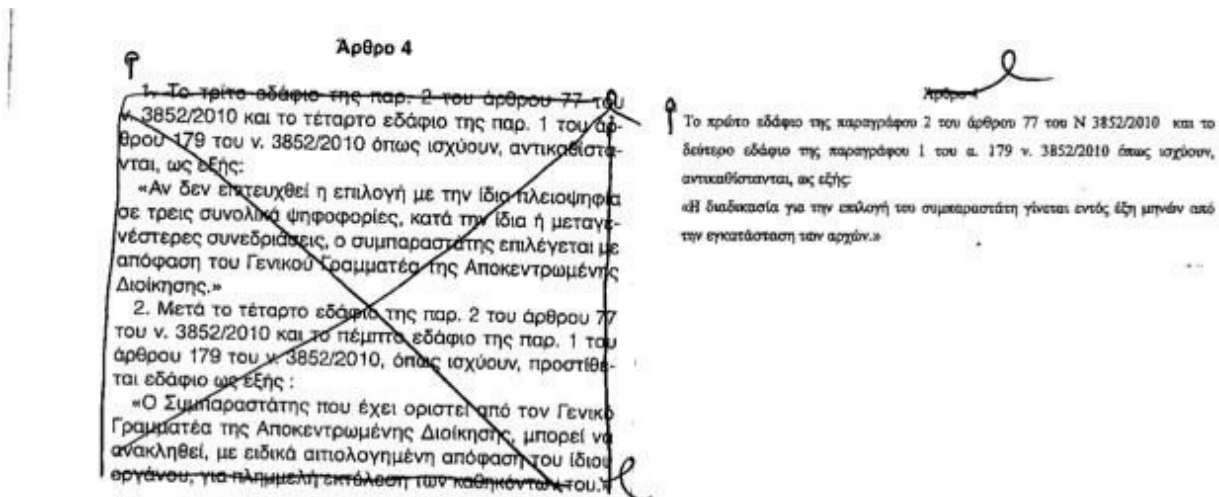 Άρθρο 4
1. Το τρίτο εδάφιο της παρ. 2 του άρθρου 77 του
ν. 3852/2010 και το τέταρτο εδάφιο της παρ. 1 του άρ-
θρου 179 του ν. 3852/2010 όπως ισχύουν, αντικαθίστα-
νται, ως εξής:
«Αν δεν επιτευχθεί η επιλογή με την ίδια πλειοψηφία
σε τρεις συνολικά ψηφοφορίες, κατά την ίδια ή μεταγε-
νέστερες συνεδριάσεις, ο συμπαραστάτης επιλέγεται με
απόφαση του Γενικού Γραμματέα της Αποκεντρωμένης
Διοίκησης.»
2. Μετά το τέταρτο εδάφιο της παρ. 2 του άρθρου 77
του ν. 3852/2010 και το πέμπτο εδάφιο της παρ. 1 του
άρθρου 179 του ν. 3852/2010, όπως ισχύουν, προστίθε-
ται εδάφιο ως εξής :
«Ο Συμπαραστάτης που έχει οριστεί από τον Γενικό
Γραμματέα της Αποκεντρωμένης Διοίκησης, μπορεί να
ανακληθεί, με ειδικά αιτιολογημένη απόφαση του ίδιου
οργάνου, για πλημμελή εκτέλεση των καθηκόντων του.»
Άρθρο 4
Το πρώτο εδάφιο της παραγράφου 2 του άρθρου 77 του Ν 3852/2010 και το
δεύτερο εδάφιο της παραγράφου 1 του α. 179 ν. 3852/2010 όπως ισχύουν,
αντικαθίστανται, ως εξής:
«Η διαδικασία για την επιλογή του συμπαραστάτη γίνεται εντός έξη μηνών από
την εγκατάσταση των αρχών.»